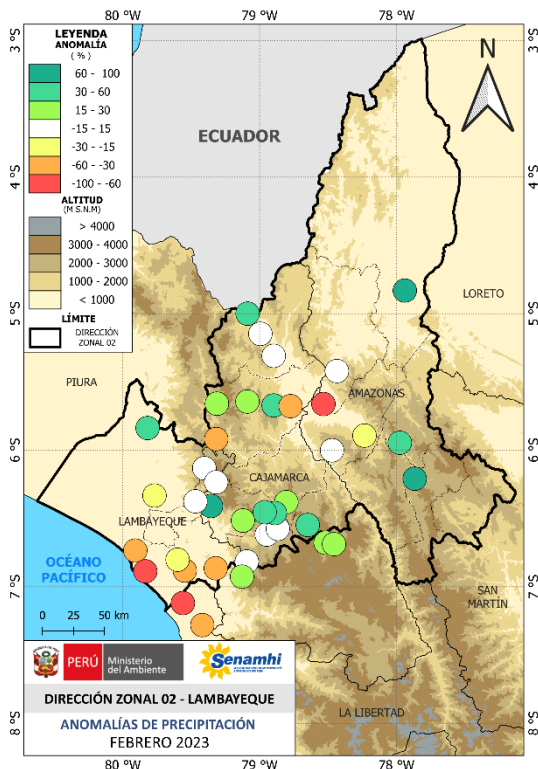 80 °W 79 °W 78 °W
LEYENDA
ANOMALÍA
( % )
60 - 100
30 - 60
15 - 30
-15 - 15
-30 - -15
-60 - -30
-100 - -60
ALTITUD
(M S.N.M)
> 4000
3000 - 4000
2000 - 3000
1000 - 2000
< 1000
LÍMITE
DIRECCIÓN
ZONAL 02
N
ECUADOR
LORETO
PIURA
AMAZONAS
CAJAMARCA
LAMBAYEQUE
OCÉANO
PACÍFICO
SAN
MARTÍN
LA LIBERTAD
0 25 50 km
3 °S
4 °S
5 °S
6 °S
7 °S
8 °S
PERÚ
Ministerio
del Ambiente
Senamhi
DIRECCIÓN ZONAL 02 - LAMBAYEQUE
ANOMALÍAS DE PRECIPITACIÓN
FEBRERO 2023
80 °W 79 °W 78 °W